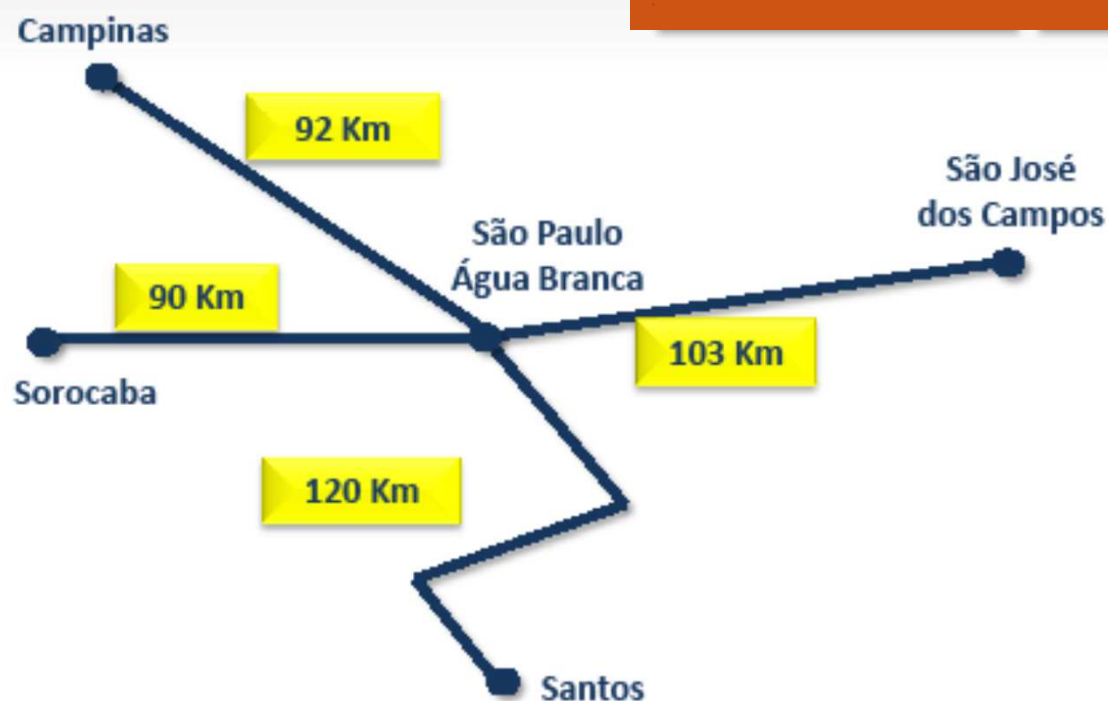 Campinas
92 Km
São José
dos Campos
São Paulo
Água Branca
90 Km
103 Km
Sorocaba
120 Km
Santos